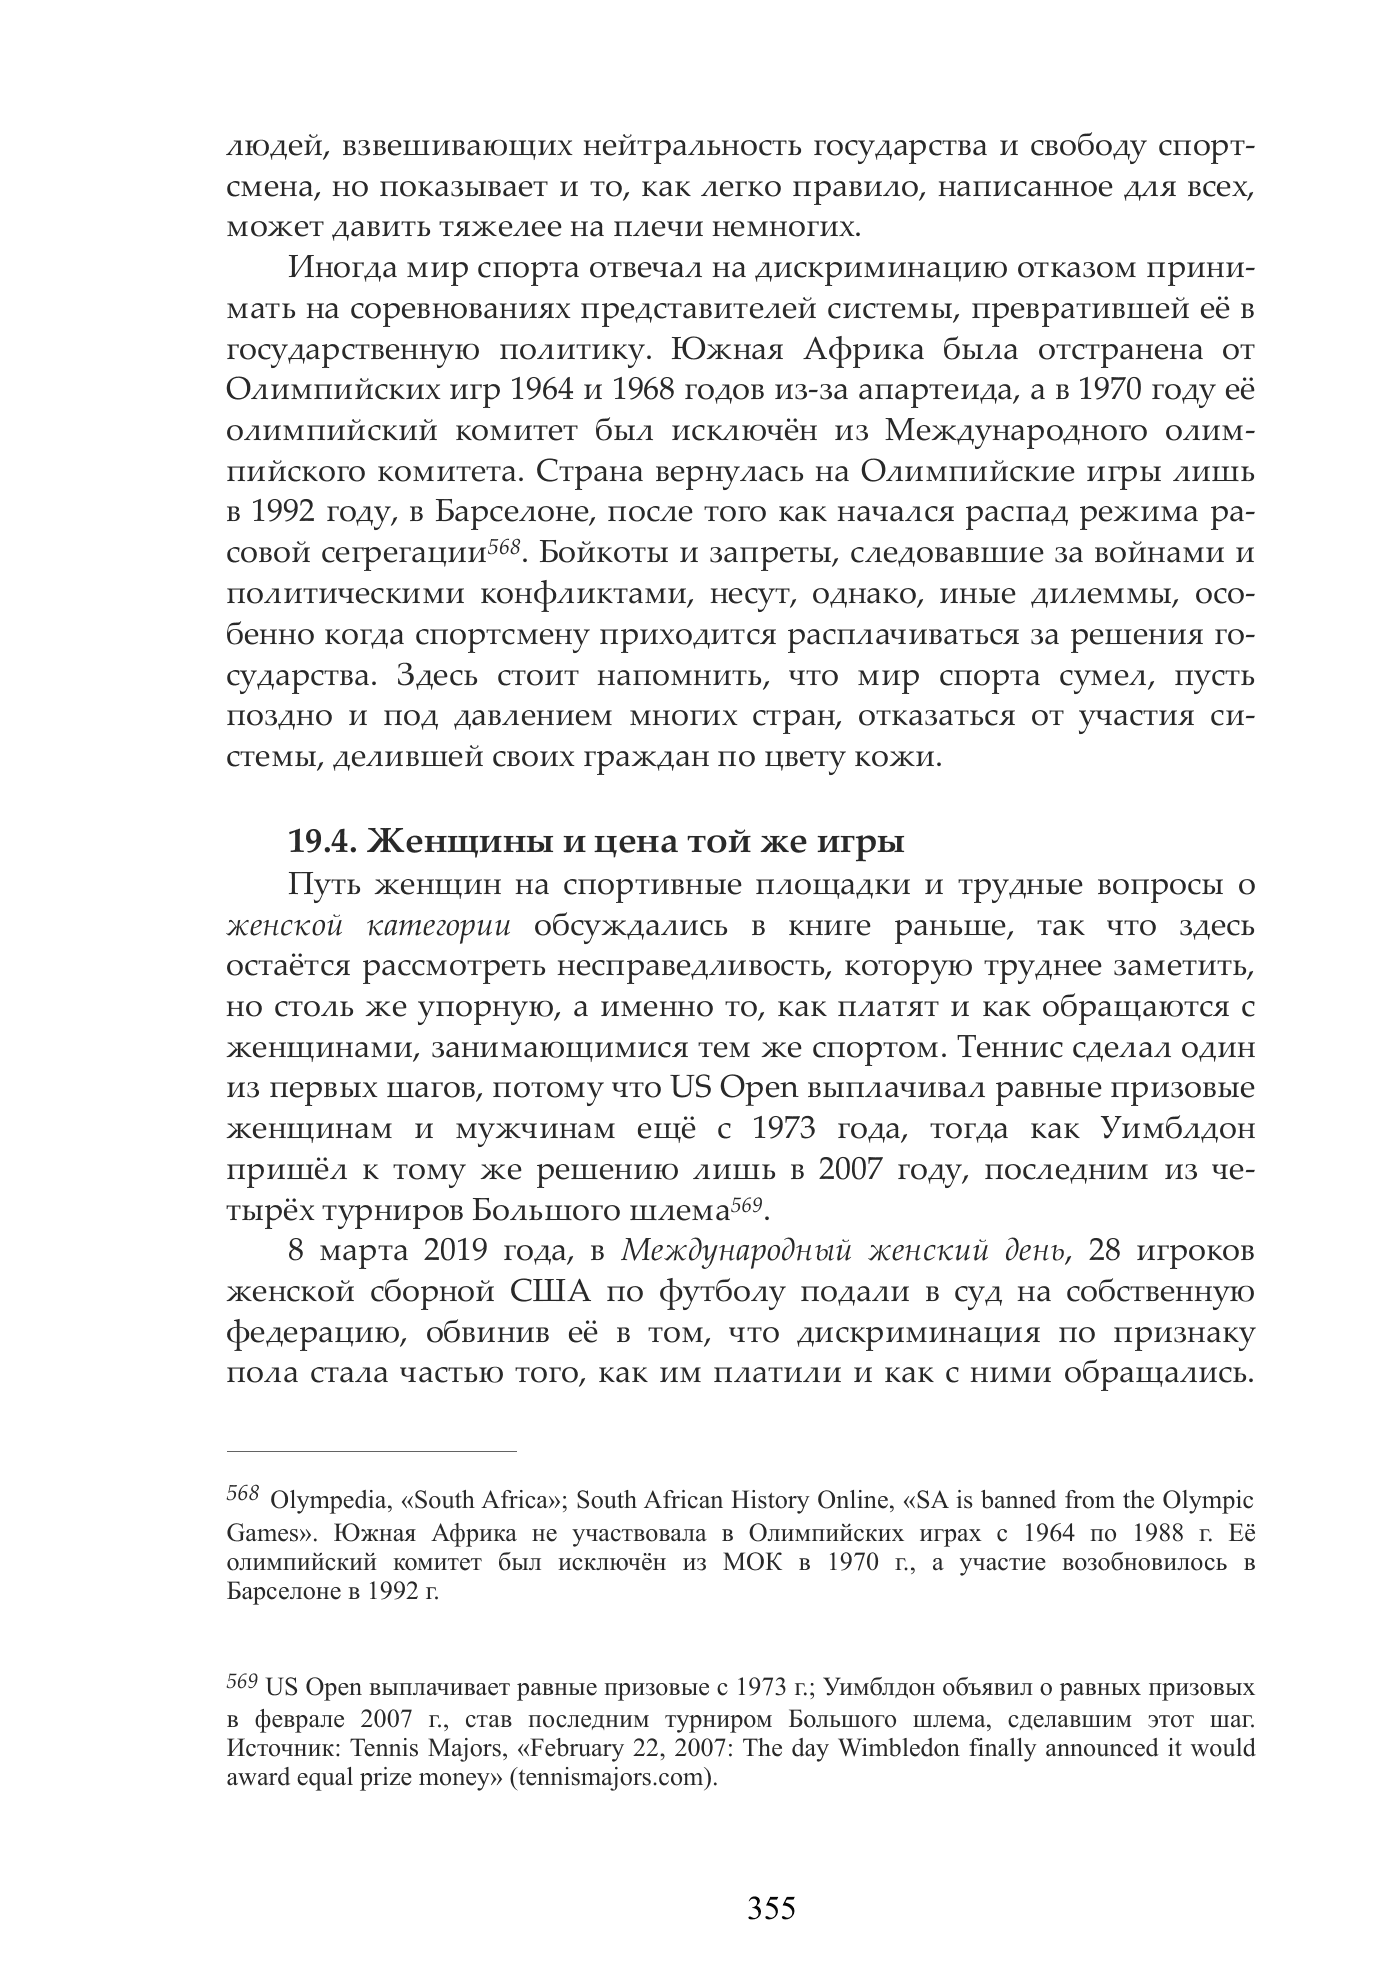 людей, взвешивающих нейтральность государства и свободу спорт-
смена, но показывает и то, как легко правило, написанное для всех,
может давить тяжелее на плечи немногих.
Иногда мир спорта отвечал на дискриминацию отказом прини-
мать на соревнованиях представителей системы, превратившей её в
государственную политику. Южная Африка была отстранена от
Олимпийских игр 1964 и 1968 годов из-за апартеида, а в 1970 году её
олимпийский комитет был исключён из Международного олим-
пийского комитета. Страна вернулась на Олимпийские игры лишь
в 1992 году, в Барселоне, после того как начался распад режима ра-
совой сегрегации568. Бойкоты и запреты, следовавшие за войнами и
политическими конфликтами, несут, однако, иные дилеммы, осо-
бенно когда спортсмену приходится расплачиваться за решения го-
сударства. Здесь стоит напомнить, что мир спорта сумел, пусть
поздно и под давлением многих стран, отказаться от участия си-
стемы, делившей своих граждан по цвету кожи.
19.4. Женщины и цена той же игры
Путь женщин на спортивные площадки и трудные вопросы о
женской категории обсуждались в книге раньше, так что здесь
остаётся рассмотреть несправедливость, которую труднее заметить,
но столь же упорную, а именно то, как платят и как обращаются с
женщинами, занимающимися тем же спортом. Теннис сделал один
из первых шагов, потому что US Open выплачивал равные призовые
женщинам и мужчинам ещё с 1973 года, тогда как Уимблдон
пришёл к тому же решению лишь в 2007 году, последним из че-
тырёх турниров Большого шлема569.
8 марта 2019 года, в Международный женский день, 28 игроков
женской сборной США по футболу подали в суд на собственную
федерацию, обвинив её в том, что дискриминация по признаку
пола стала частью того, как им платили и как с ними обращались.
568 Olympedia, «South Africa»; South African History Online, «SA is banned from the Olympic
Games». Южная Африка не участвовала в Олимпийских играх с 1964 по 1988 г. Её
олимпийский комитет был исключён из МОК в 1970 г., а участие возобновилось в
Барселоне в 1992 г.
569 US Open выплачивает равные призовые с 1973 г.; Уимблдон объявил о равных призовых
в феврале 2007 г., став последним турниром Большого шлема, сделавшим этот шаг.
Источник: Tennis Majors, «February 22, 2007: The day Wimbledon finally announced it would
award equal prize money» (tennismajors.com).
355